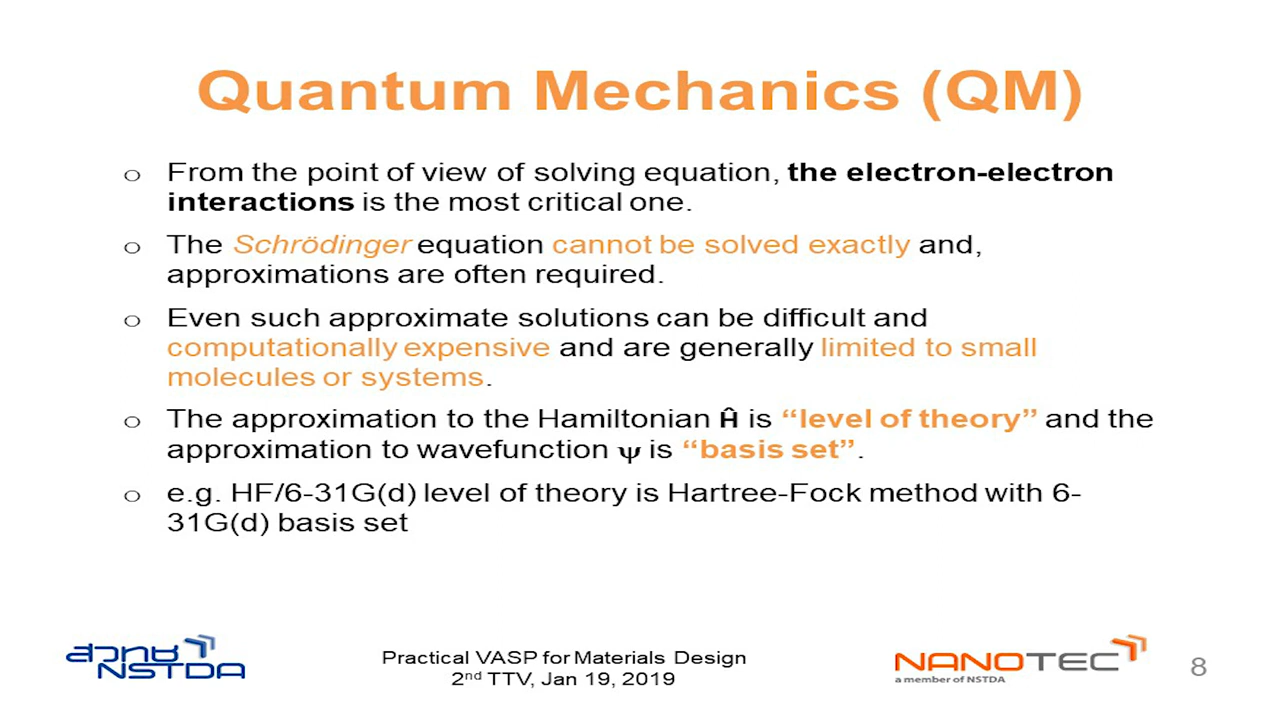 Quantum Mechanics (QM)
o From the point of view of solving equation, the electron-electron
interactions is the most critical one.
o The Schrödinger equation cannot be solved exactly and,
approximations are often required.
o Even such approximate solutions can be difficult and
computationally expensive and are generally limited to small
molecules or systems.
o The approximation to the Hamiltonian Ĥ is “level of theory” and the
approximation to wavefunction ψ is “basis set”.
o e.g. HF/6-31G(d) level of theory is Hartree-Fock method with 6-
31G(d) basis set
สวทช
NSTDA
Practical VASP for Materials Design
2nd TTV, Jan 19, 2019
NANOTEC
a member of NSTDA
8